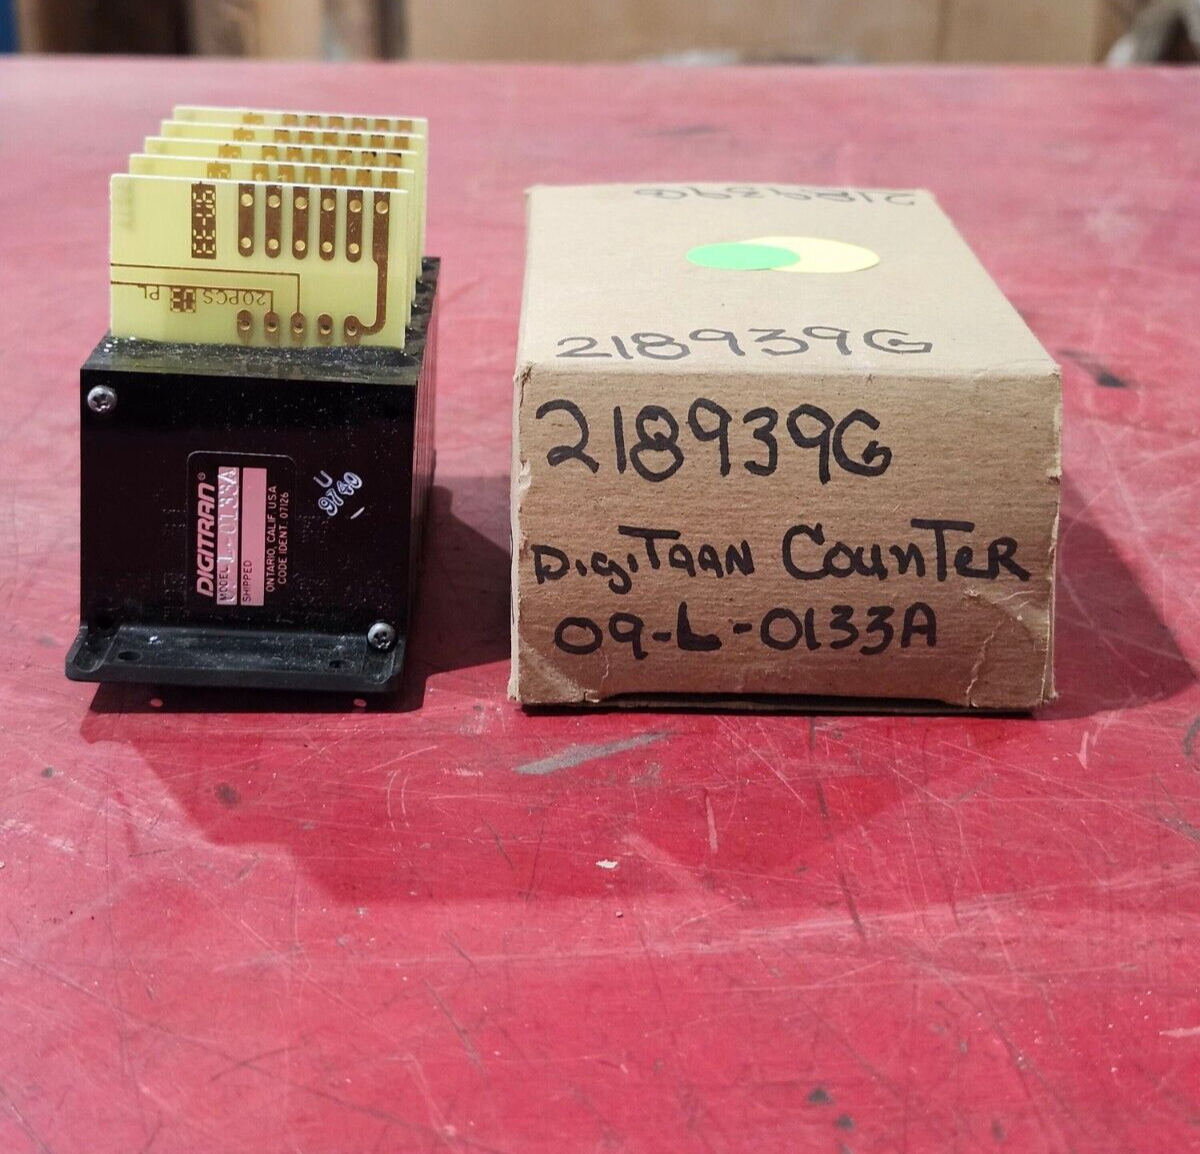 20PCS PL
DIGITRAN®
MODEL L-0133A
SHIPPED
ONTARIO, CALIF. USA
CODE IDENT 07126
U
9740
218939G
218939G
218939G
DigiTRAN COUNTER
09-L-0133A